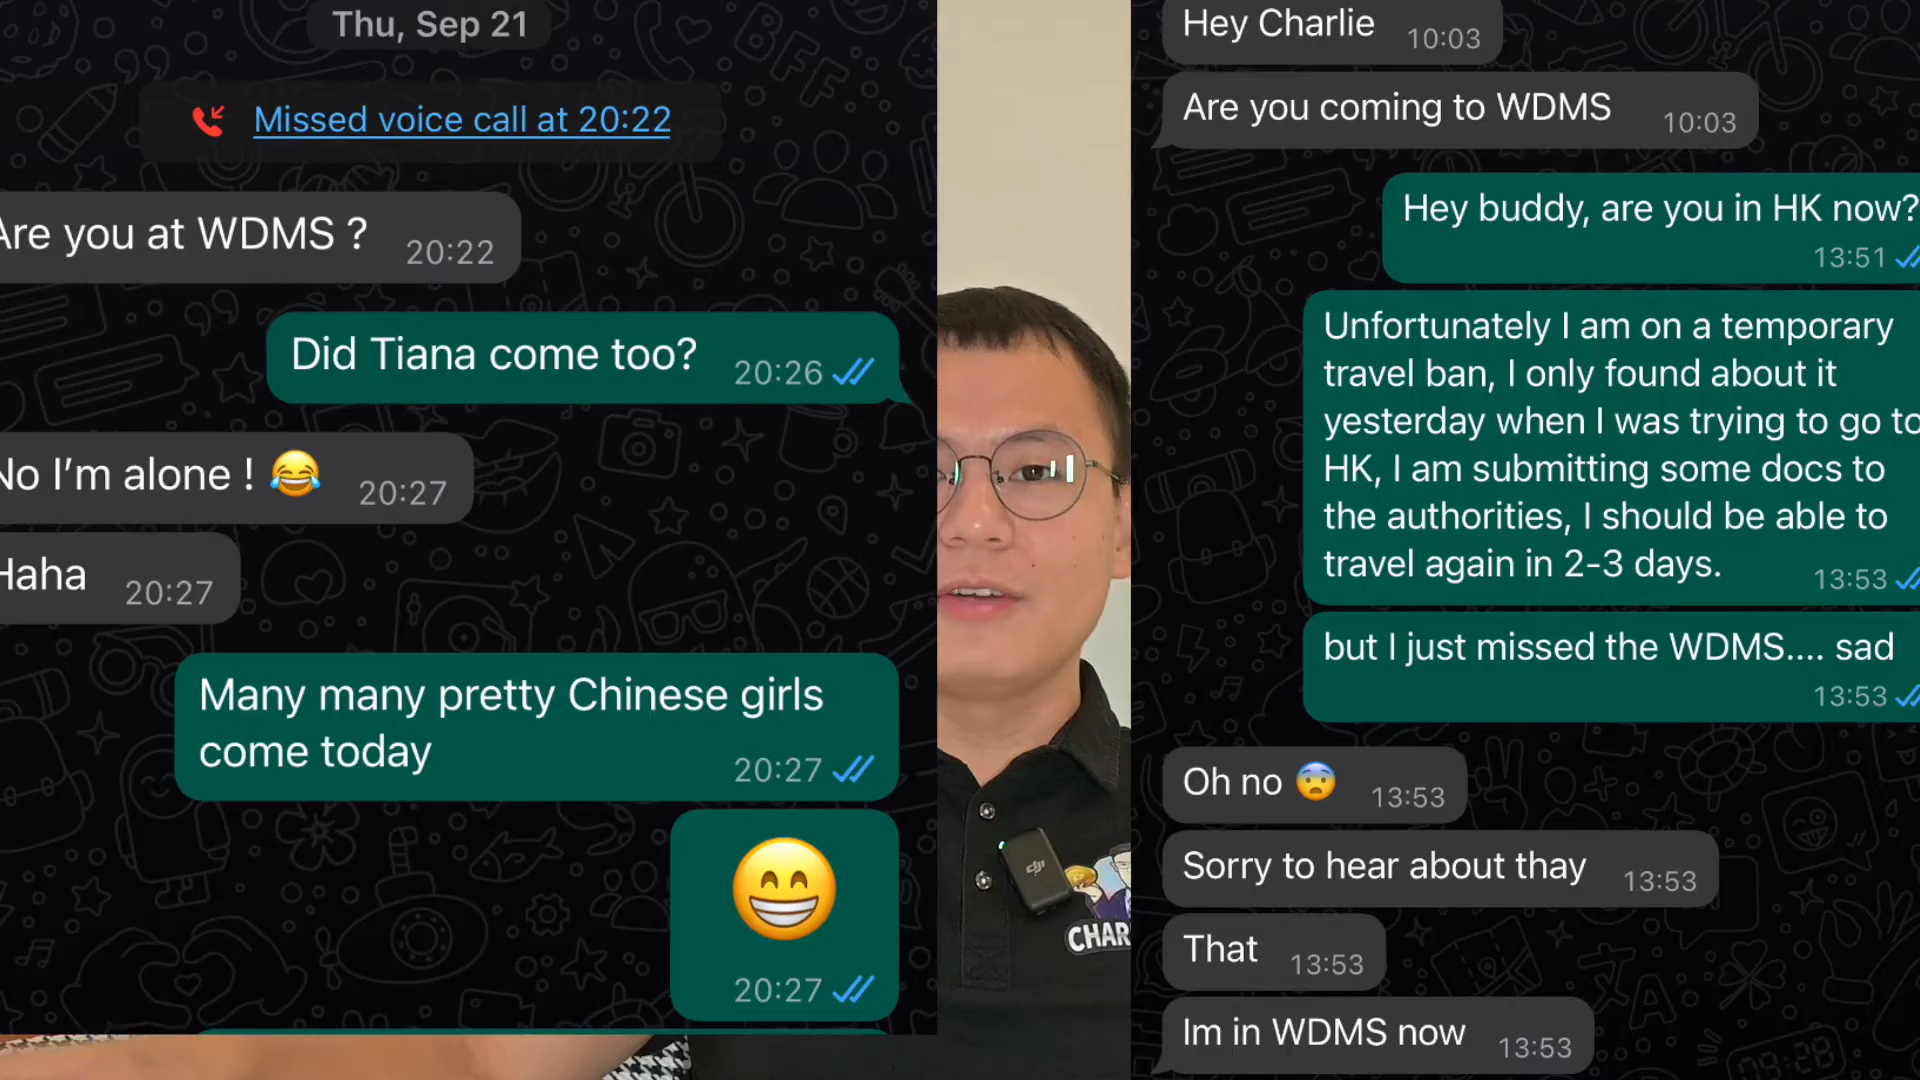 Thu, Sep 21
Missed voice call at 20:22
Are you at WDMS ? 20:22
Did Tiana come too? 20:26
No I'm alone ! 😂 20:27
Haha 20:27
Many many pretty Chinese girls
come today 20:27
😁
20:27
Hey Charlie 10:03
Are you coming to WDMS 10:03
Hey buddy, are you in HK now?
13:51
Unfortunately I am on a temporary
travel ban, I only found about it
yesterday when I was trying to go to
HK, I am submitting some docs to
the authorities, I should be able to
travel again in 2-3 days. 13:53
but I just missed the WDMS.... sad
13:53
Oh no 😨 13:53
Sorry to hear about thay 13:53
That 13:53
Im in WDMS now 13:53
dji
CHAR